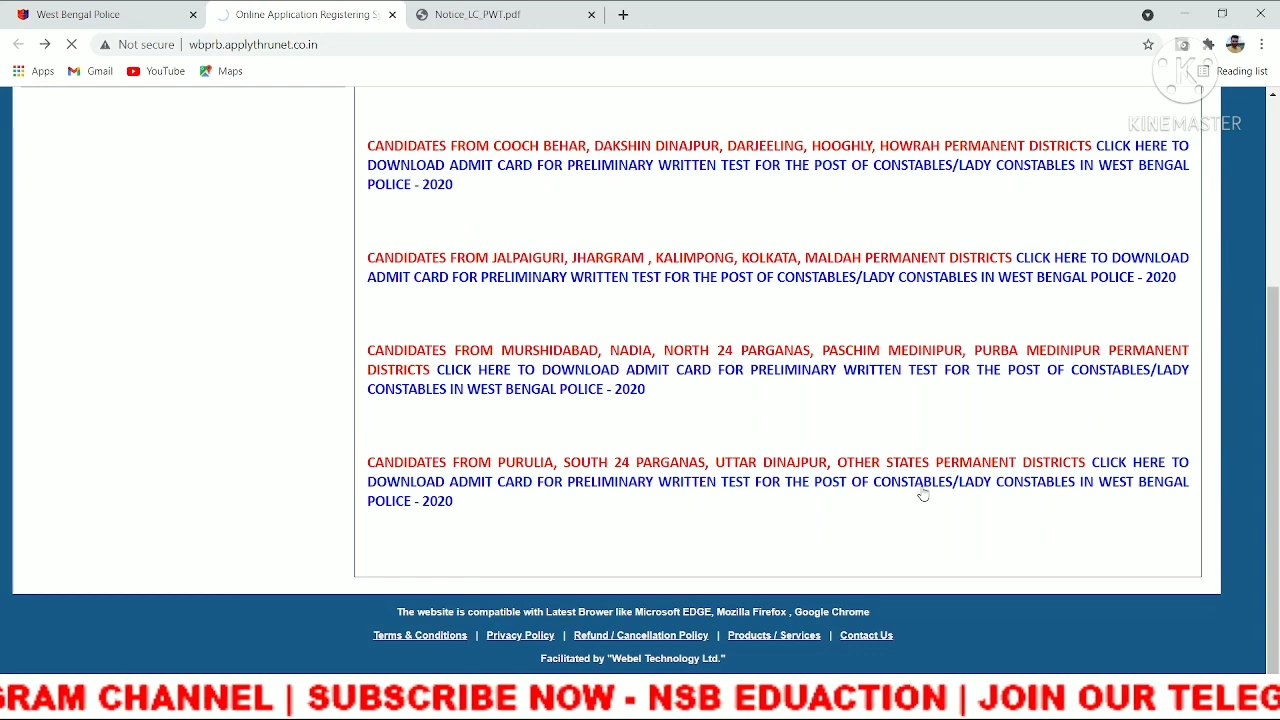 West Bengal Police
Online Application Registering S
Notice_LC_PWT.pdf
Not secure | wbprb.applythrunet.co.in
Apps
Gmail
YouTube
Maps
Reading list
K
KINEMASTER
CANDIDATES FROM COOCH BEHAR, DAKSHIN DINAJPUR, DARJEELING, HOOGHLY, HOWRAH PERMANENT DISTRICTS CLICK HERE TO
DOWNLOAD ADMIT CARD FOR PRELIMINARY WRITTEN TEST FOR THE POST OF CONSTABLES/LADY CONSTABLES IN WEST BENGAL
POLICE - 2020
CANDIDATES FROM JALPAIGURI, JHARGRAM , KALIMPONG, KOLKATA, MALDAH PERMANENT DISTRICTS CLICK HERE TO DOWNLOAD
ADMIT CARD FOR PRELIMINARY WRITTEN TEST FOR THE POST OF CONSTABLES/LADY CONSTABLES IN WEST BENGAL POLICE - 2020
CANDIDATES FROM MURSHIDABAD, NADIA, NORTH 24 PARGANAS, PASCHIM MEDINIPUR, PURBA MEDINIPUR PERMANENT
DISTRICTS CLICK HERE TO DOWNLOAD ADMIT CARD FOR PRELIMINARY WRITTEN TEST FOR THE POST OF CONSTABLES/LADY
CONSTABLES IN WEST BENGAL POLICE - 2020
CANDIDATES FROM PURULIA, SOUTH 24 PARGANAS, UTTAR DINAJPUR, OTHER STATES PERMANENT DISTRICTS CLICK HERE TO
DOWNLOAD ADMIT CARD FOR PRELIMINARY WRITTEN TEST FOR THE POST OF CONSTABLES/LADY CONSTABLES IN WEST BENGAL
POLICE - 2020
The website is compatible with Latest Brower like Microsoft EDGE, Mozilla Firefox , Google Chrome
Terms & Conditions | Privacy Policy | Refund / Cancellation Policy | Products / Services | Contact Us
Facilitated by "Webel Technology Ltd."
GRAM CHANNEL | SUBSCRIBE NOW - NSB EDUACTION | JOIN OUR TELEG